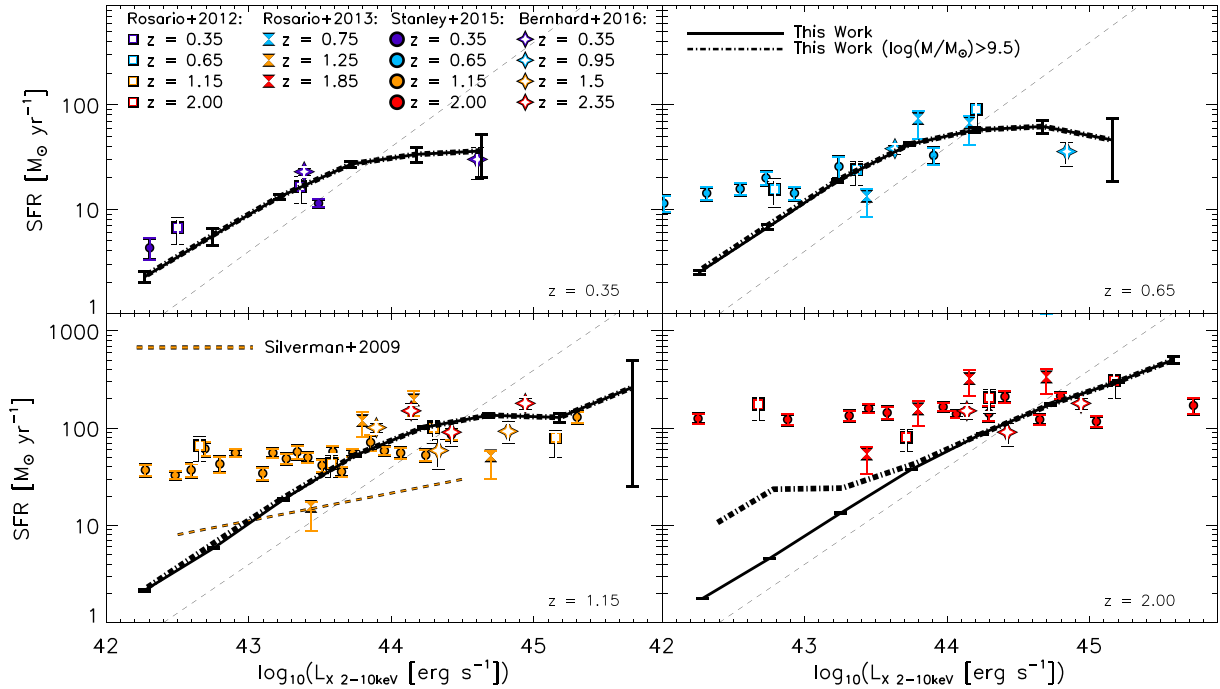 Rosario+2012: Rosario+2013: Stanley+2015: Bernhard+2016:
z = 0.35 z = 0.75 z = 0.35 z = 0.35
z = 0.65 z = 1.25 z = 0.65 z = 0.95
z = 1.15 z = 1.85 z = 1.15 z = 1.5
z = 2.00 z = 2.00 z = 2.35
This Work
This Work (log(M/M☉)>9.5)
100
10
1
SFR [M☉ yr⁻¹]
z = 0.35
z = 0.65
Silverman+2009
1000
100
10
1
SFR [M☉ yr⁻¹]
z = 1.15
z = 2.00
42 43 44 45 42 43 44 45
log₁₀(L_X 2-10keV [erg s⁻¹])
log₁₀(L_X 2-10keV [erg s⁻¹])